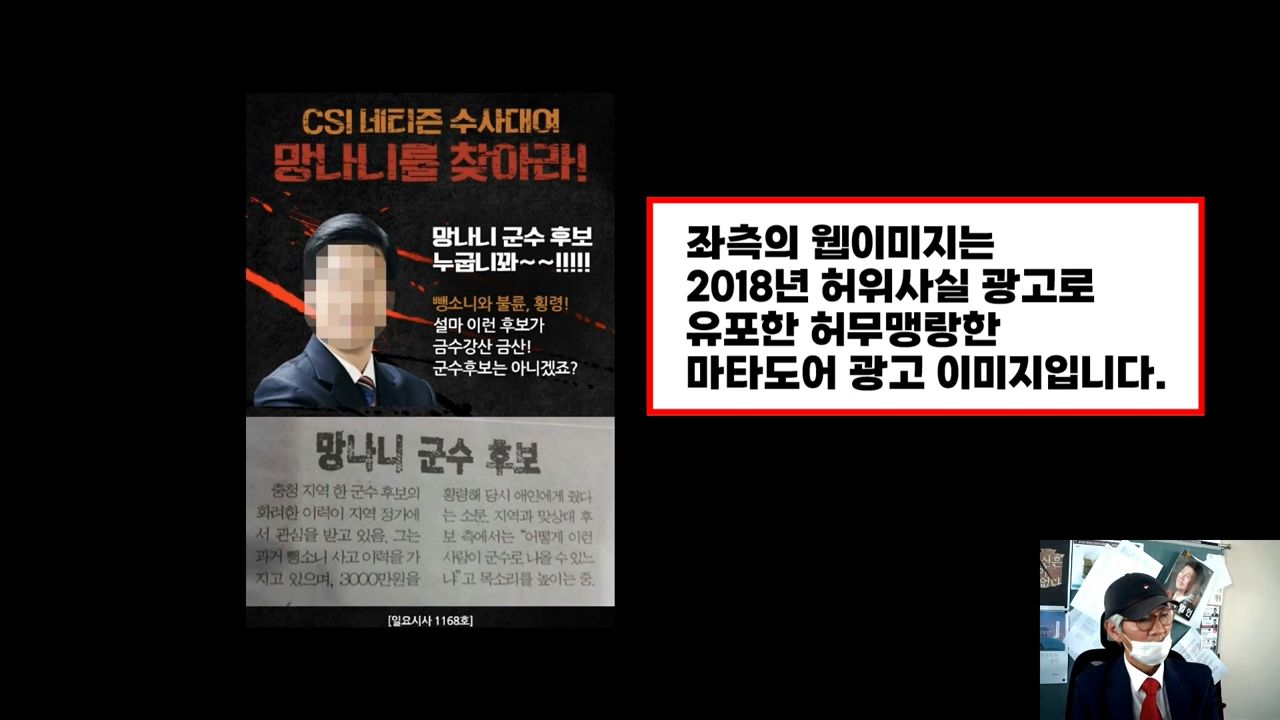 CSI 네티즌 수사대여
망나니를 찾아라!
망나니 군수 후보
누굽니꽈~~!!!!!
뺑소니와 불륜, 횡령!
설마 이런 후보가
금수강산 금산!
군수후보는 아니겠죠?
망나니 군수 후보
충청 지역 한 군수 후보의
화려한 이력이 지역 정가에
서 관심을 받고 있음. 그는
과거 뺑소니 사고 이력을 가
지고 있으며, 3000만원을
횡령해 당시 애인에게 줬다
는 소문. 지역과 맞상대 후
보 측에서는 “어떻게 이런
사람이 군수로 나올 수 있느
냐”고 목소리를 높이는 중.
[일요시사 1168호]
좌측의 웹이미지는
2018년 허위사실 광고로
유포한 허무맹랑한
마타도어 광고 이미지입니다.